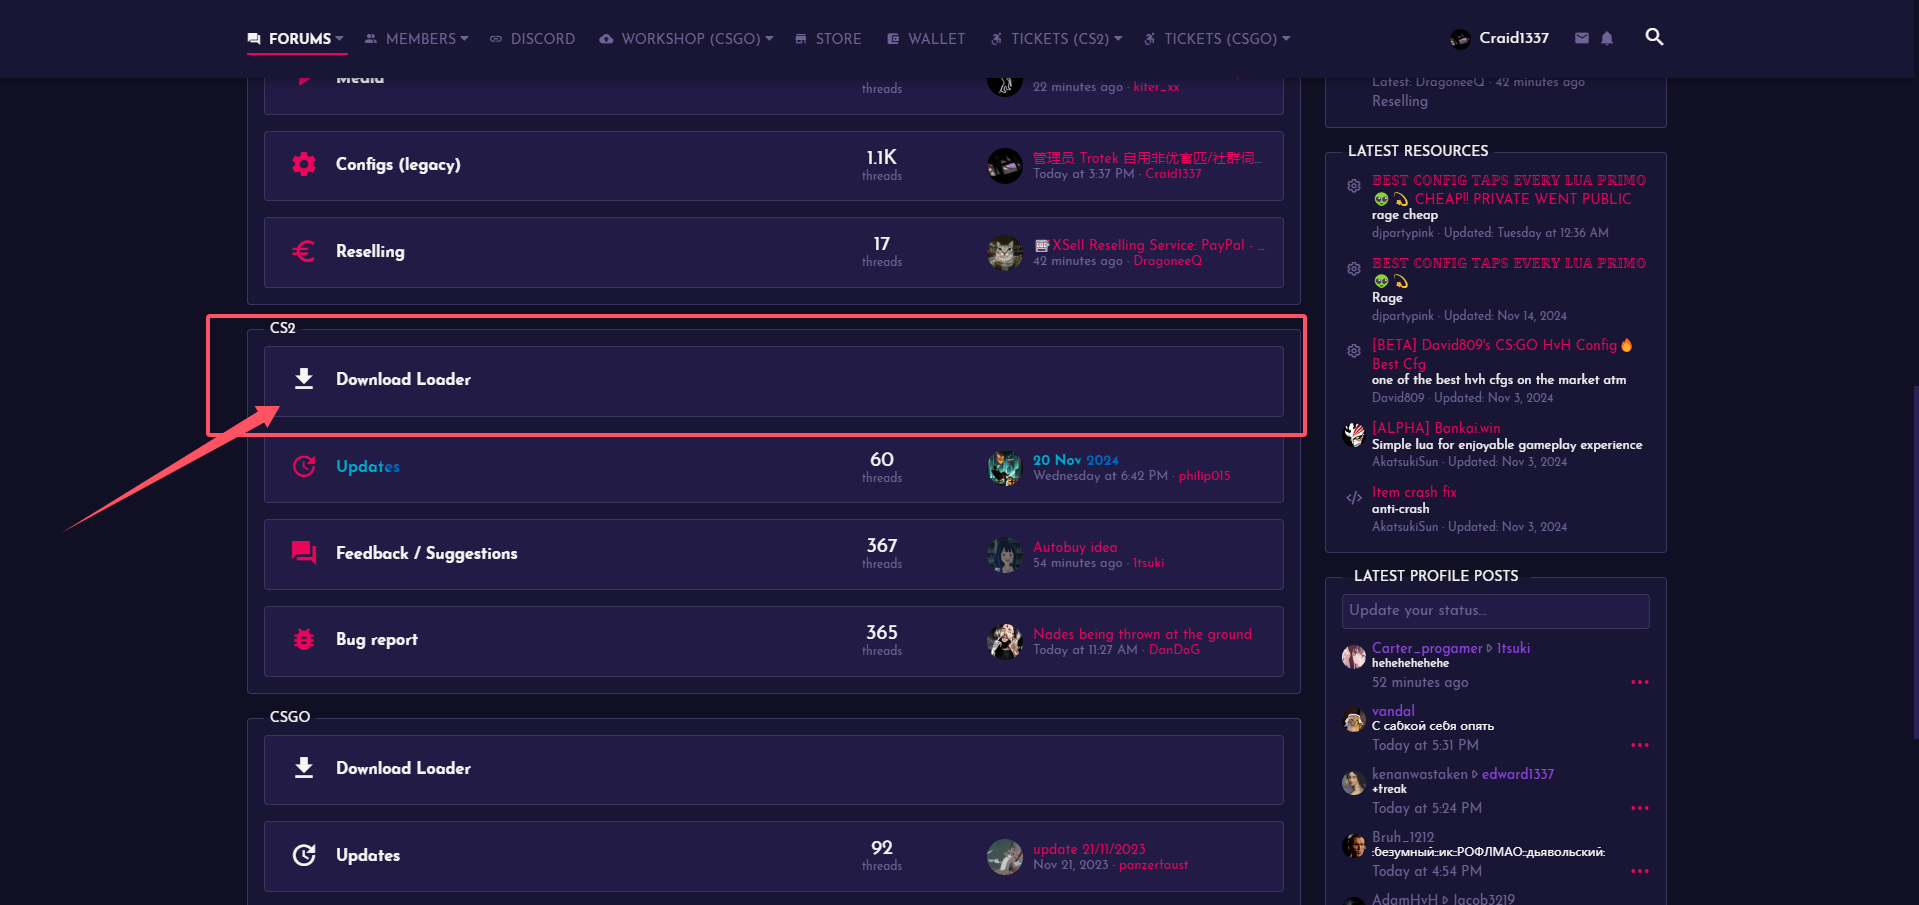 FORUMS
MEMBERS
DISCORD
WORKSHOP (CSGO)
STORE
WALLET
TICKETS (CS2)
TICKETS (CSGO)
Craid1337
Media
threads
22 minutes ago · kiter_xx
Configs (legacy)
1.1K
threads
管理员 Trotek 自用非优官匹/社群伺...
Today at 3:37 PM · Craid1337
Reselling
17
threads
XSell Reselling Service: PayPal - ...
42 minutes ago · DragoneeQ
CS2
Download Loader
Updates
60
threads
20 Nov 2024
Wednesday at 6:42 PM · philip015
Feedback / Suggestions
367
threads
Autobuy idea
54 minutes ago · 1tsuki
Bug report
365
threads
Nades being thrown at the ground
Today at 11:27 AM · DanDoG
CSGO
Download Loader
Updates
92
threads
update 21/11/2023
Nov 21, 2023 · panzerfaust
Latest: DragoneeQ · 42 minutes ago
Reselling
LATEST RESOURCES
𝔹𝔼𝕊𝕋 ℂ𝕆ℕ𝔽𝕀𝔾 𝕋𝔸ℙ𝕊 𝔼𝕍𝔼ℝ𝕐 𝕃𝕌𝔸 ℙℝ𝕀𝕄𝕆
👽 💫 CHEAP!! PRIVATE WENT PUBLIC
rage cheap
djpartypink · Updated: Tuesday at 12:36 AM
𝔹𝔼𝕊𝕋 ℂ𝕆ℕ𝔽𝕀𝔾 𝕋𝔸ℙ𝕊 𝔼𝕍𝔼ℝ𝕐 𝕃𝕌𝔸 ℙℝ𝕀𝕄𝕆
👽 💫
Rage
djpartypink · Updated: Nov 14, 2024
[BETA] David809's CS:GO HvH Config🔥
Best Cfg
one of the best hvh cfgs on the market atm
David809 · Updated: Nov 3, 2024
[ALPHA] Bankai.win
Simple lua for enjoyable gameplay experience
AkatsukiSun · Updated: Nov 3, 2024
Item crash fix
anti-crash
AkatsukiSun · Updated: Nov 3, 2024
LATEST PROFILE POSTS
Update your status...
Carter_progamer 1tsuki
hehehehehehe
52 minutes ago
vandal
С сабкой себя опять
Today at 5:31 PM
kenanwastaken edward1337
+freak
Today at 5:24 PM
Bruh_1212
:безумный::ик::РОФЛМАО::дьявольский:
Today at 4:54 PM
AdamHvH Jacob3219